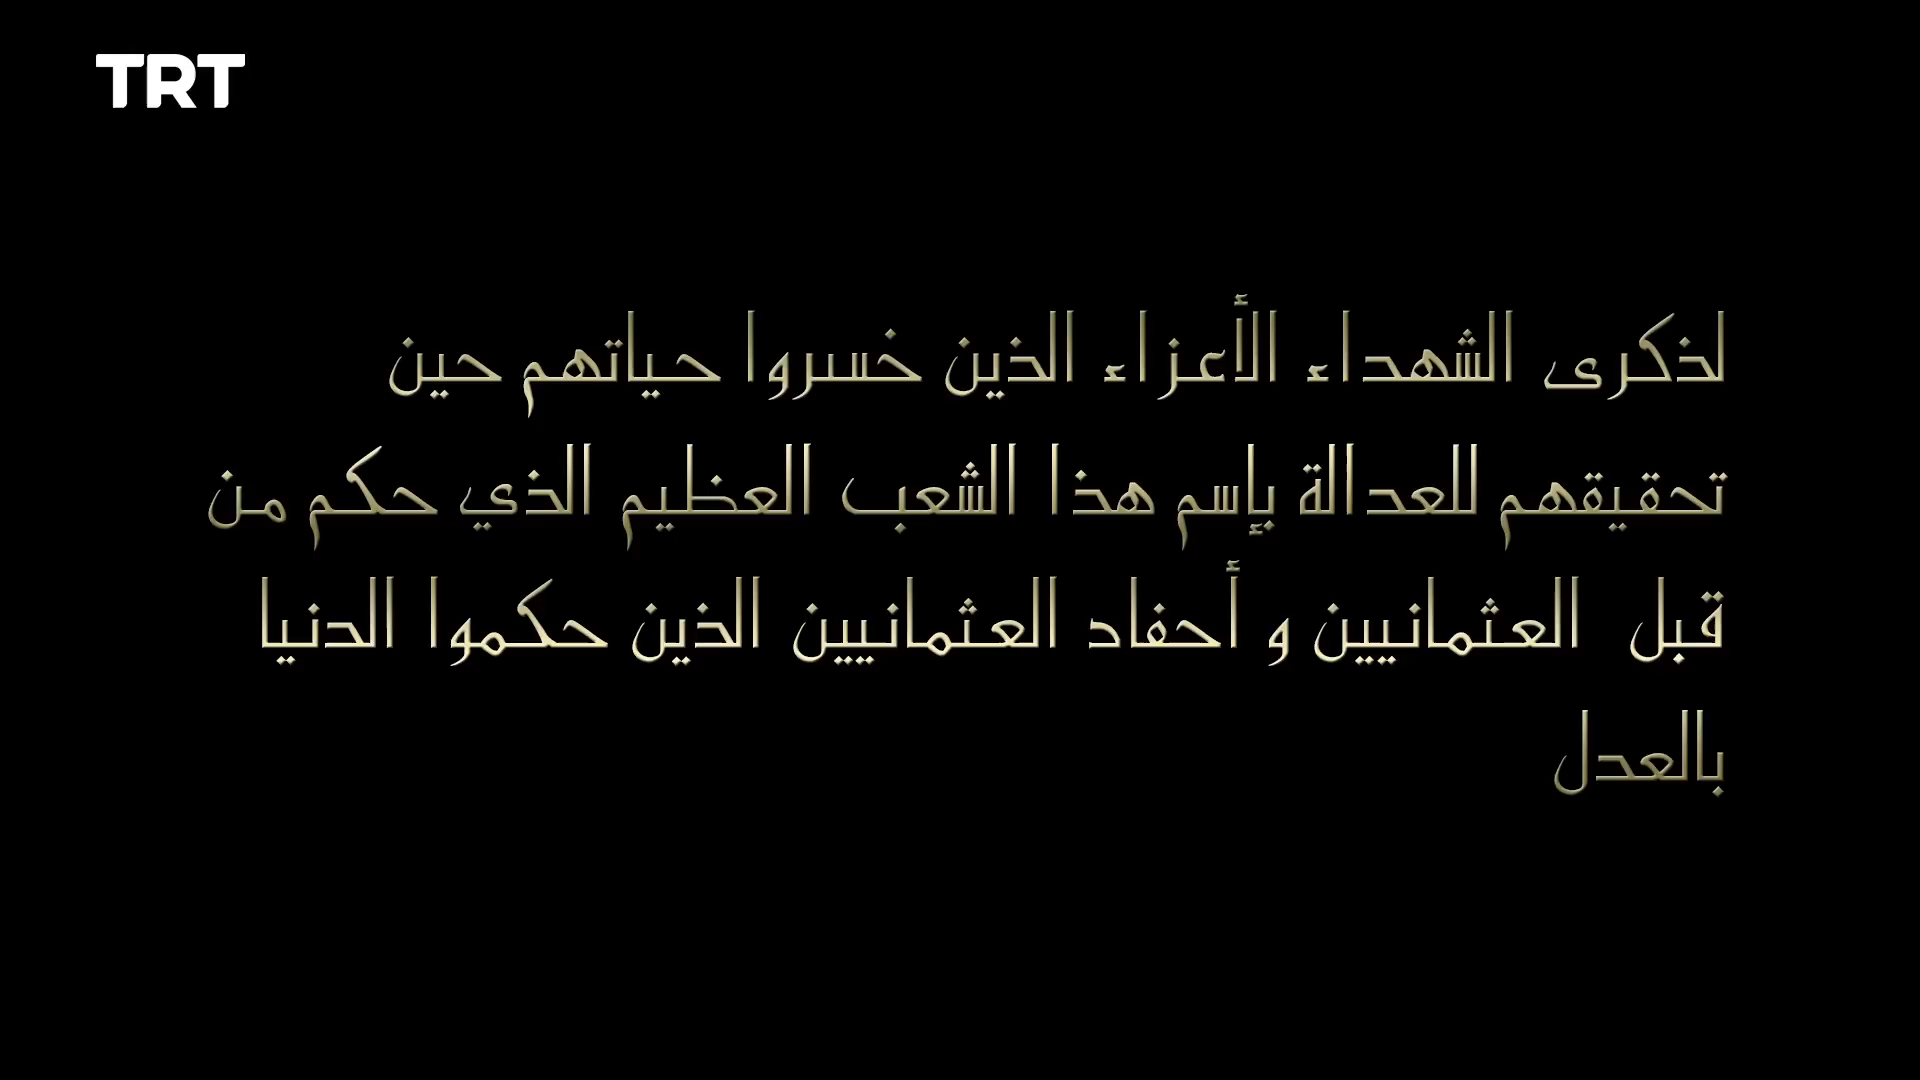 TRT
لذكرى الشهداء الأعزاء الذين خسروا حياتهم حين
تحقيقهم للعدالة بإسم هذا الشعب العظيم الذي حكم من
قبل العثمانيين و أحفاد العثمانيين الذين حكموا الدنيا
بالعدل